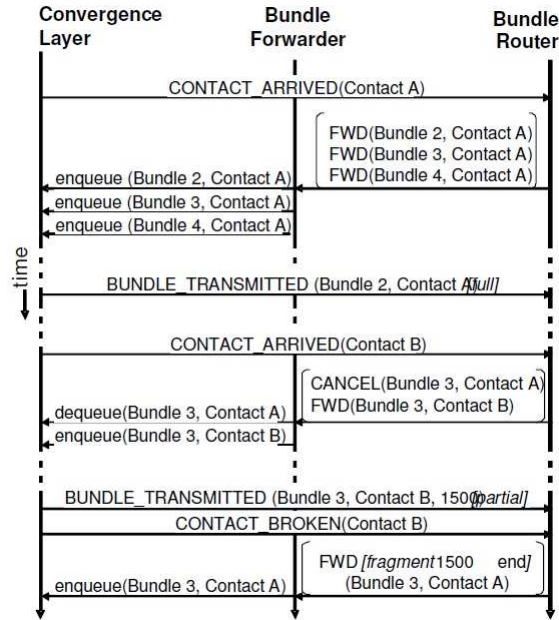 Convergence
Layer
Bundle
Forwarder
Bundle
Router
CONTACT_ARRIVED(Contact A)
FWD(Bundle 2, Contact A)
FWD(Bundle 3, Contact A)
FWD(Bundle 4, Contact A)
enqueue (Bundle 2, Contact A)
enqueue (Bundle 3, Contact A)
enqueue (Bundle 4, Contact A)
time
BUNDLE_TRANSMITTED (Bundle 2, Contact A)[full]
CONTACT_ARRIVED(Contact B)
CANCEL(Bundle 3, Contact A)
FWD(Bundle 3, Contact B)
dequeue(Bundle 3, Contact A)
enqueue(Bundle 3, Contact B)
BUNDLE_TRANSMITTED (Bundle 3, Contact B, 1500)[partial]
CONTACT_BROKEN(Contact B)
FWD [fragment1500 end]
(Bundle 3, Contact A)
enqueue(Bundle 3, Contact A)